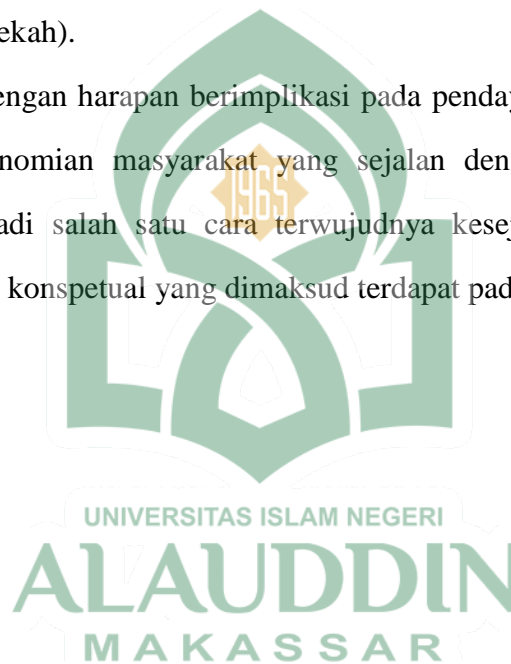 ekah).
engan harapan berimplikasi pada penday
nomian masyarakat yang sejalan den
adi salah satu cara terwujudnya kesej
konspetual yang dimaksud terdapat pad
1965
UNIVERSITAS ISLAM NEGERI
ALAUDDIN
MAKASSAR